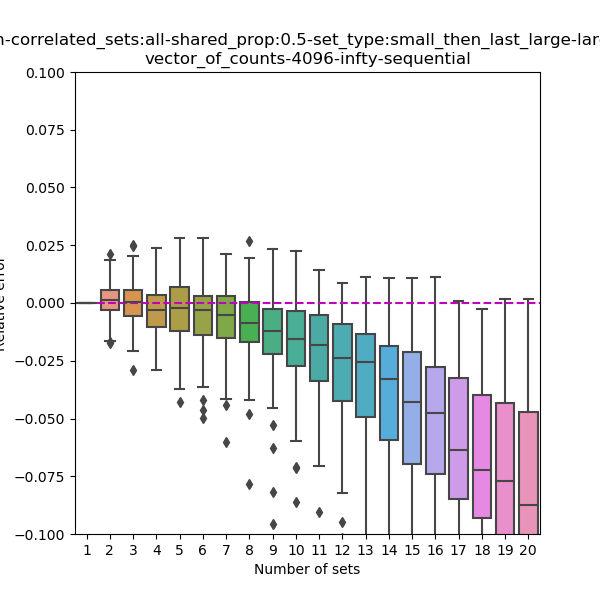 -correlated_sets:all-shared_prop:0.5-set_type:small_then_last_large-lar
vector_of_counts-4096-infty-sequential
0.100
0.075
0.050
0.025
0.000
−0.025
−0.050
−0.075
−0.100
Relative error
1 2 3 4 5 6 7 8 9 10 11 12 13 14 15 16 17 18 19 20
Number of sets